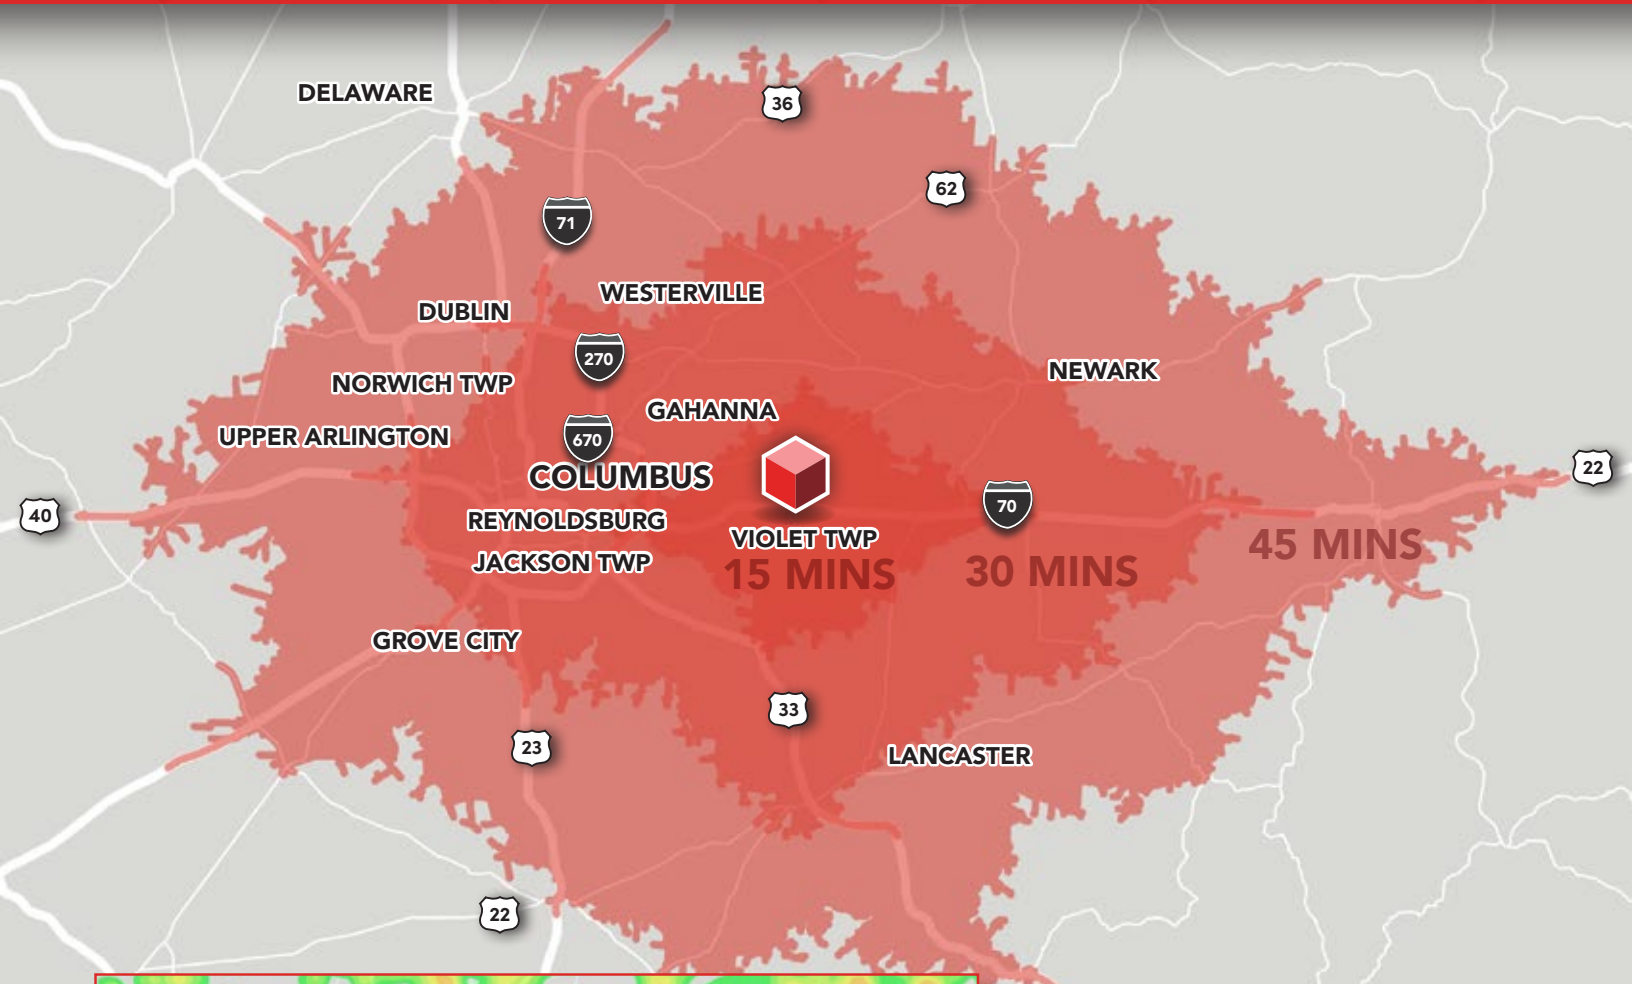 DELAWARE
36
62
71
WESTERVILLE
DUBLIN
270
NEWARK
NORWICH TWP
GAHANNA
UPPER ARLINGTON
670
COLUMBUS
22
40
70
REYNOLDSBURG
VIOLET TWP
45 MINS
JACKSON TWP
15 MINS
30 MINS
GROVE CITY
33
23
LANCASTER
22